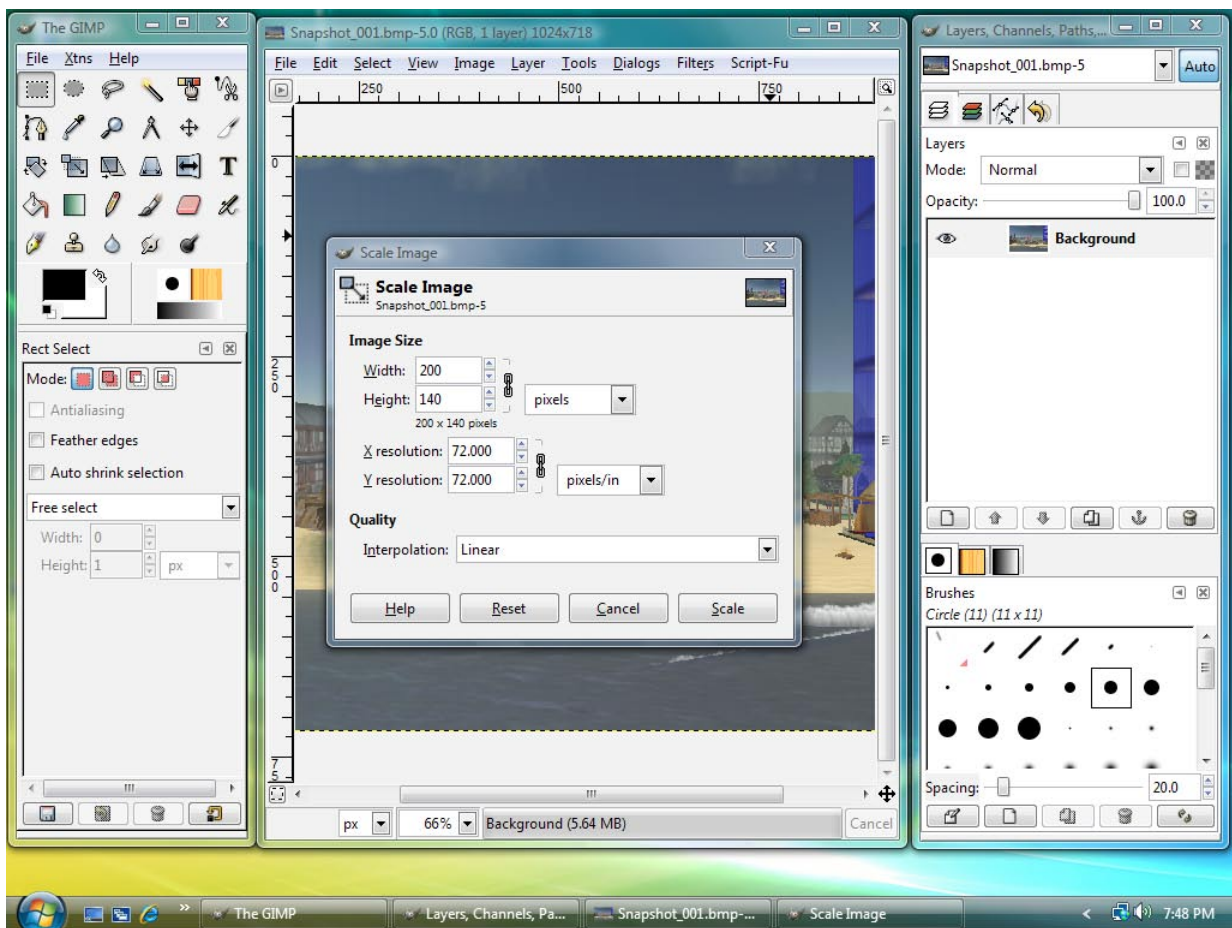 The GIMP
File Xtns Help
Rect Select
Mode:
Antialiasing
Feather edges
Auto shrink selection
Free select
Width: 0
Height: 1 px
Snapshot_001.bmp-5.0 (RGB, 1 layer) 1024x718
File Edit Select View Image Layer Tools Dialogs Filters Script-Fu
250 500 750
0
250
500
75
Scale Image
Scale Image
Snapshot_001.bmp-5
Image Size
Width: 200
Height: 140 pixels
200 x 140 pixels
X resolution: 72.000
Y resolution: 72.000 pixels/in
Quality
Interpolation: Linear
Help Reset Cancel Scale
px 66% Background (5.64 MB) Cancel
Layers, Channels, Paths,...
Snapshot_001.bmp-5 Auto
Layers
Mode: Normal
Opacity: 100.0
Background
Brushes
Circle (11) (11 x 11)
Spacing: 20.0
The GIMP Layers, Channels, Pa... Snapshot_001.bmp-... Scale Image 7:48 PM